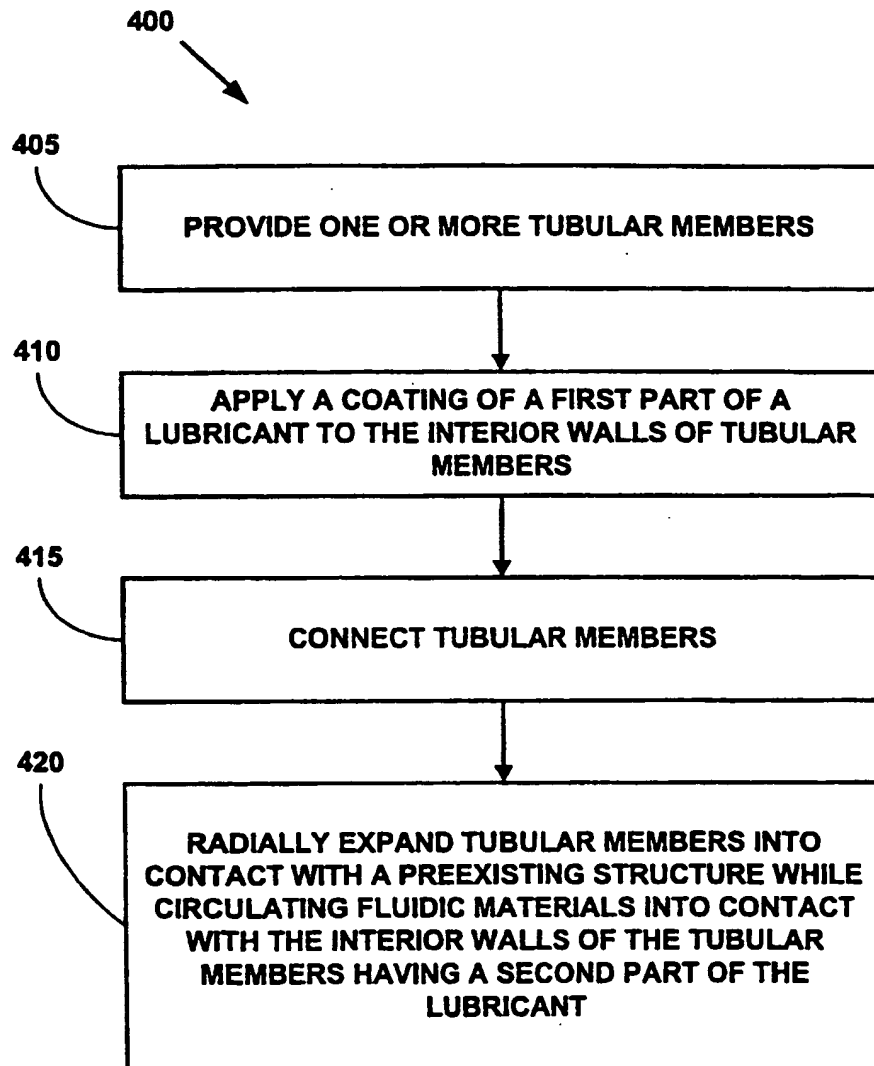 400
405
PROVIDE ONE OR MORE TUBULAR MEMBERS
410
APPLY A COATING OF A FIRST PART OF A
LUBRICANT TO THE INTERIOR WALLS OF TUBULAR
MEMBERS
415
CONNECT TUBULAR MEMBERS
420
RADIALLY EXPAND TUBULAR MEMBERS INTO
CONTACT WITH A PREEXISTING STRUCTURE WHILE
CIRCULATING FLUIDIC MATERIALS INTO CONTACT
WITH THE INTERIOR WALLS OF THE TUBULAR
MEMBERS HAVING A SECOND PART OF THE
LUBRICANT